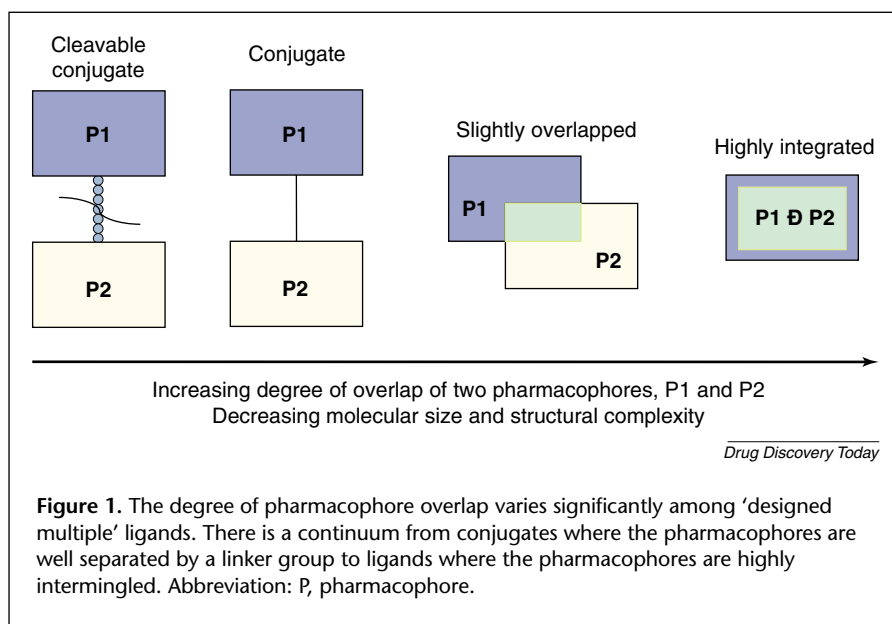 Cleavable
conjugate
P1
P2
Conjugate
P1
P2
Slightly overlapped
P1
P2
Highly integrated
P1 Đ P2
Increasing degree of overlap of two pharmacophores, P1 and P2
Decreasing molecular size and structural complexity
Drug Discovery Today
Figure 1. The degree of pharmacophore overlap varies significantly among ‘designed
multiple’ ligands. There is a continuum from conjugates where the pharmacophores are
well separated by a linker group to ligands where the pharmacophores are highly
intermingled. Abbreviation: P, pharmacophore.